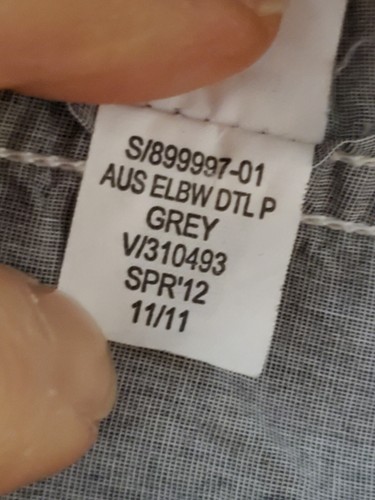 S/899997-01
AUS ELBW DTL P
GREY
V/310493
SPR'12
11/11